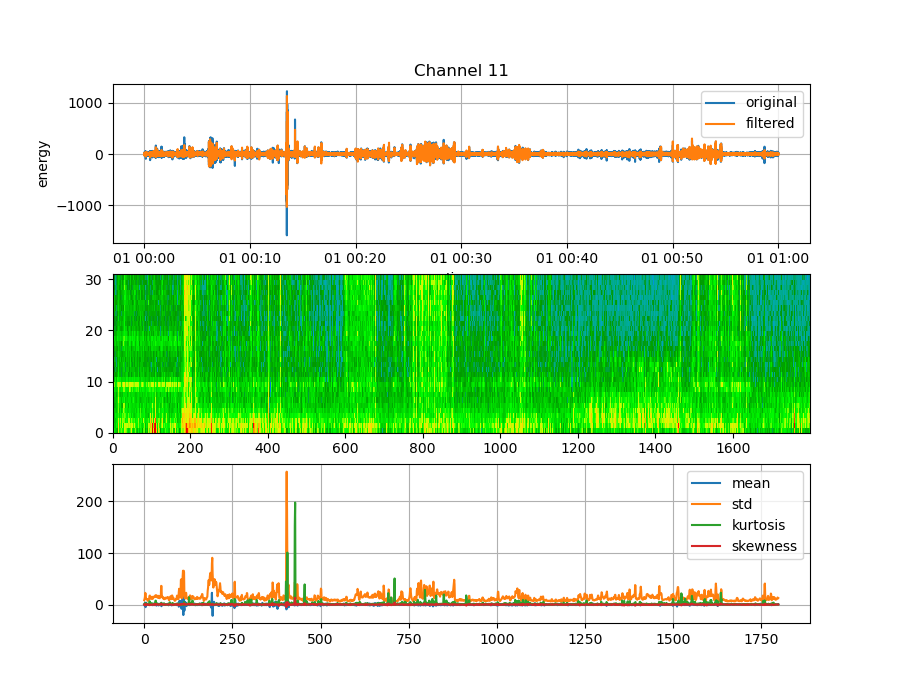 Channel 11
original
filtered
energy
1000
0
−1000
01 00:00 01 00:10 01 00:20 01 00:30 01 00:40 01 00:50 01 01:00
30
20
10
0
0 200 400 600 800 1000 1200 1400 1600
mean
std
kurtosis
skewness
200
100
0
0 250 500 750 1000 1250 1500 1750